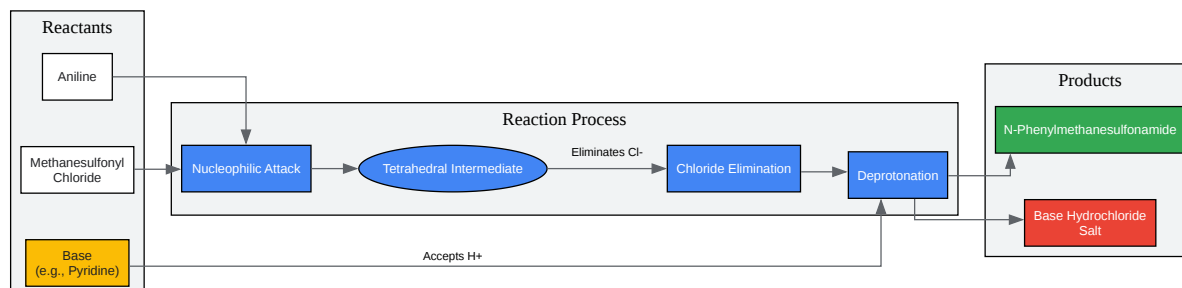 Reactants
Aniline
Methanesulfonyl
Chloride
Base
(e.g., Pyridine)
Reaction Process
Nucleophilic Attack
Tetrahedral Intermediate
Eliminates Cl-
Chloride Elimination
Deprotonation
Accepts H+
Products
N-Phenylmethanesulfonamide
Base Hydrochloride
Salt